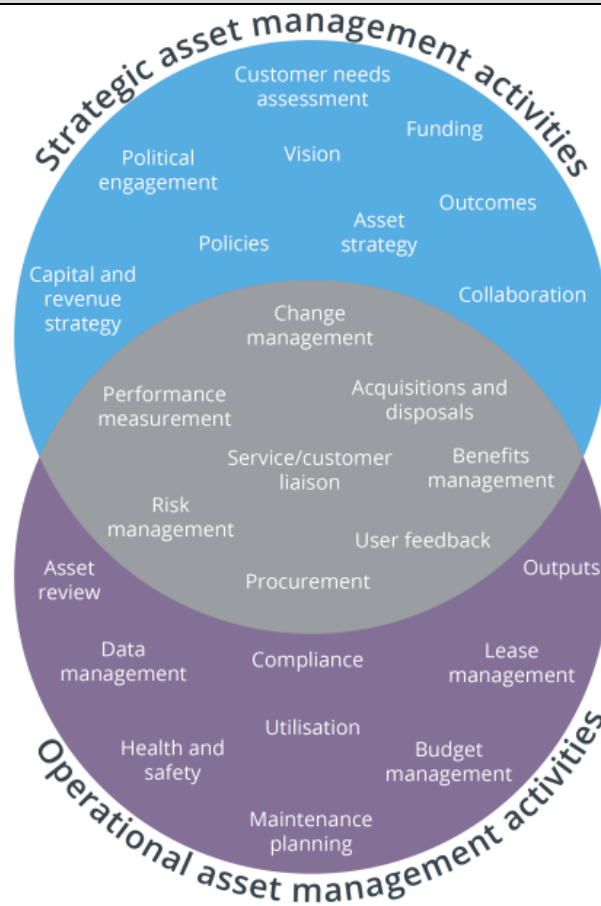 Strategic asset management activities
Customer needs
assessment
Funding
Political
engagement
Vision
Outcomes
Policies
Asset
strategy
Capital and
revenue
strategy
Collaboration
Change
management
Performance
measurement
Acquisitions and
disposals
Service/customer
liaison
Benefits
management
Risk
management
User feedback
Procurement
Asset
review
Outputs
Data
management
Compliance
Lease
management
Utilisation
Health and
safety
Budget
management
Maintenance
planning
Operational asset management activities